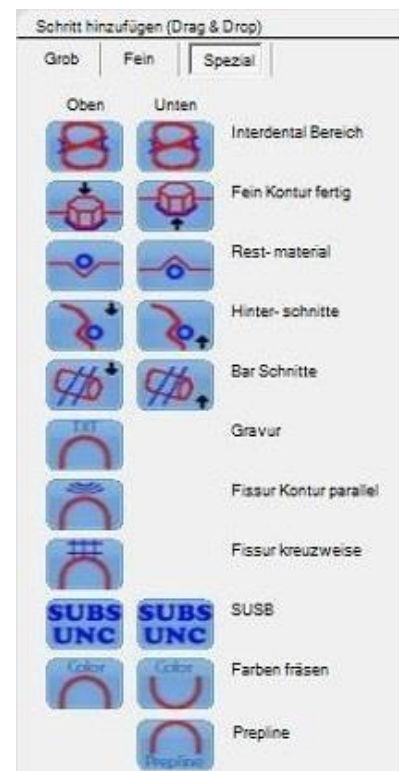 Schritt hinzufügen (Drag & Drop)
Grob Fein Spezial
Oben Unten
Interdental Bereich
Fein Kontur fertig
Rest- material
Hinter- schnitte
Bar Schnitte
TXT Gravur
Fissur Kontur parallel
Fissur kreuzweise
SUBS UNC SUBS UNC SUSB
Color Color Farben fräsen
Prepline Prepline